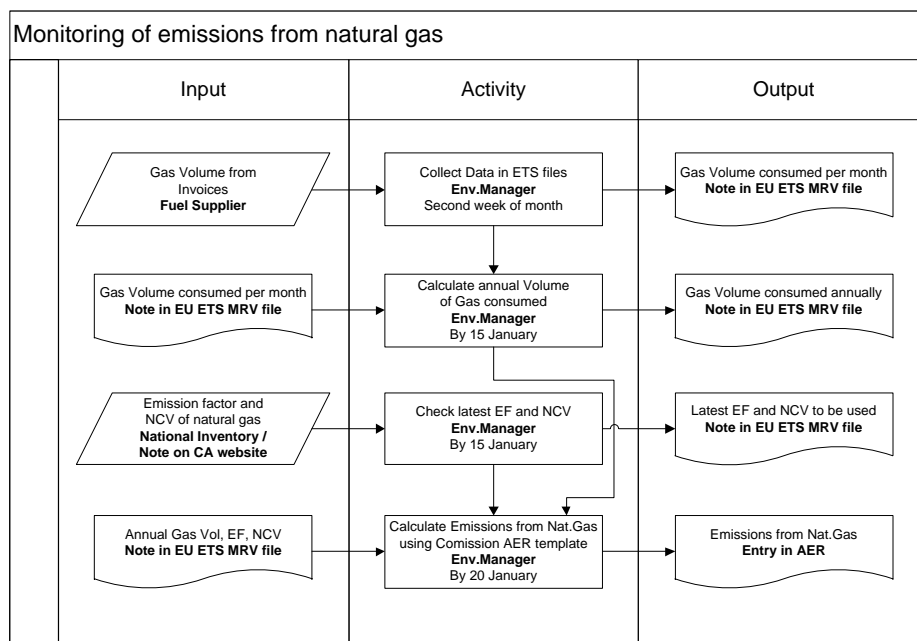 Monitoring of emissions from natural gas
Input
Activity
Output
Gas Volume from
Invoices
Fuel Supplier
Collect Data in ETS files
Env.Manager
Second week of month
Gas Volume consumed per month
Note in EU ETS MRV file
Gas Volume consumed per month
Note in EU ETS MRV file
Calculate annual Volume
of Gas consumed
Env.Manager
By 15 January
Gas Volume consumed annually
Note in EU ETS MRV file
Emission factor and
NCV of natural gas
National Inventory /
Note on CA website
Check latest EF and NCV
Env.Manager
By 15 January
Latest EF and NCV to be used
Note in EU ETS MRV file
Annual Gas Vol, EF, NCV
Note in EU ETS MRV file
Calculate Emissions from Nat.Gas
using Comission AER template
Env.Manager
By 20 January
Emissions from Nat.Gas
Entry in AER